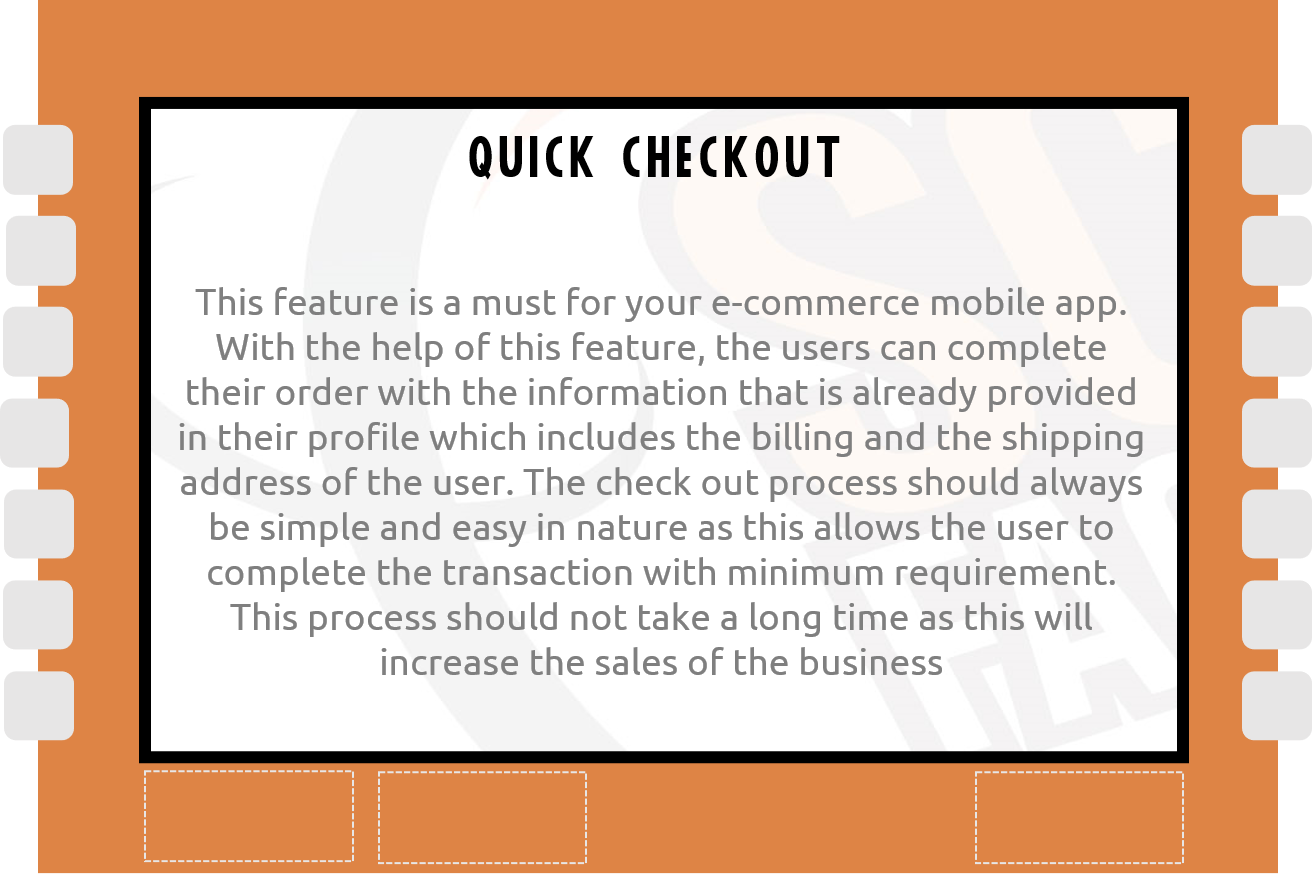 QUICK CHECKOUT
This feature is a must for your e-commerce mobile app.
With the help of this feature, the users can complete
their order with the information that is already provided
in their profile which includes the billing and the shipping
address of the user. The check out process should always
be simple and easy in nature as this allows the user to
complete the transaction with minimum requirement.
This process should not take a long time as this will
increase the sales of the business